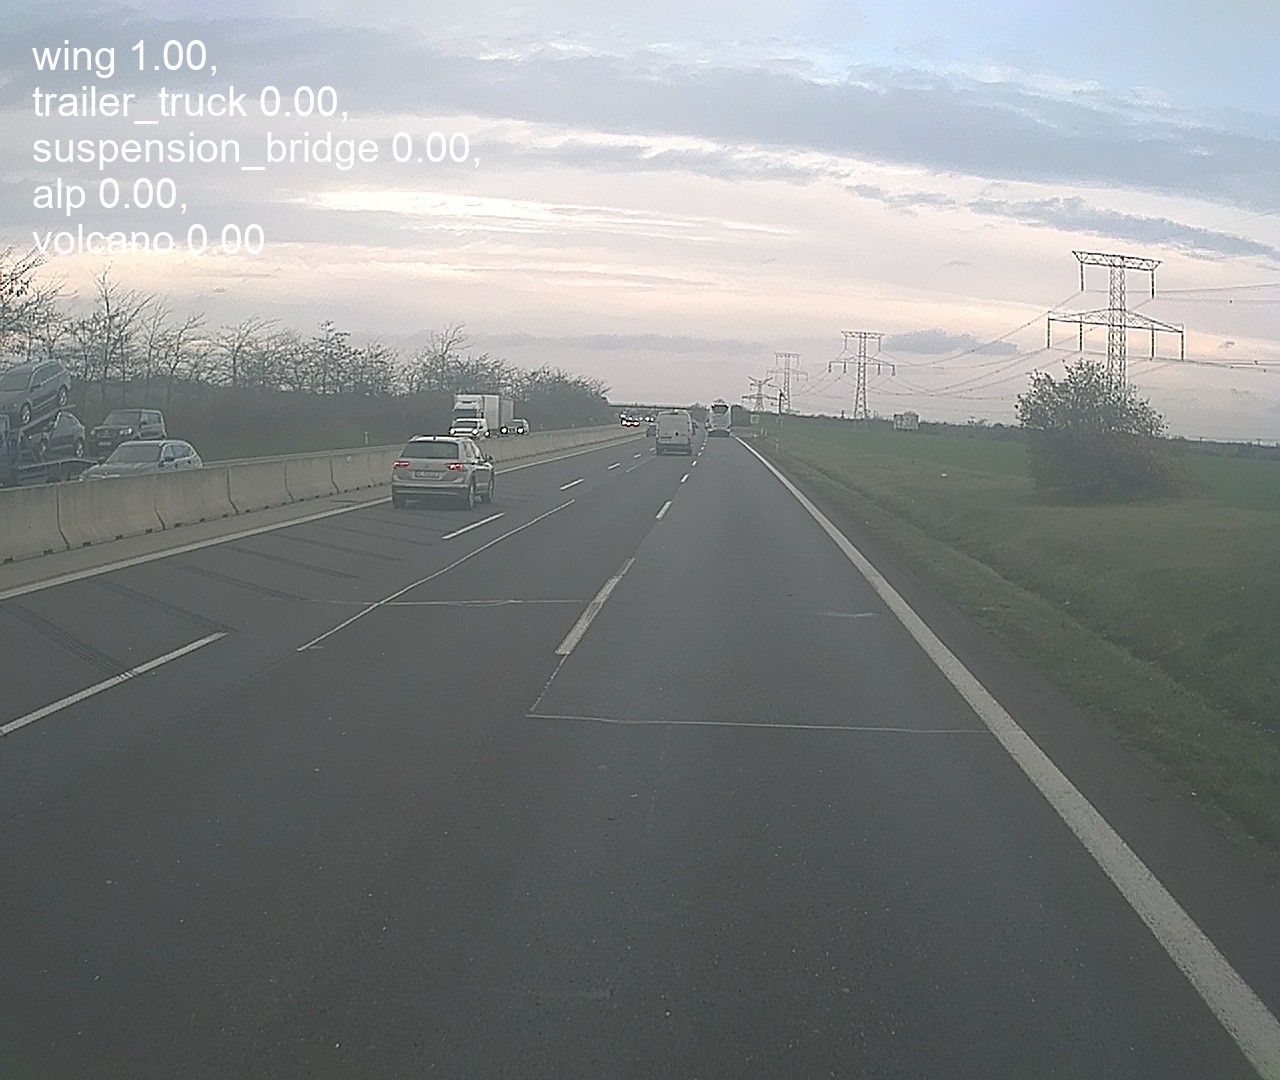 wing 1.00,
trailer_truck 0.00,
suspension_bridge 0.00,
alp 0.00,
volcano 0.00